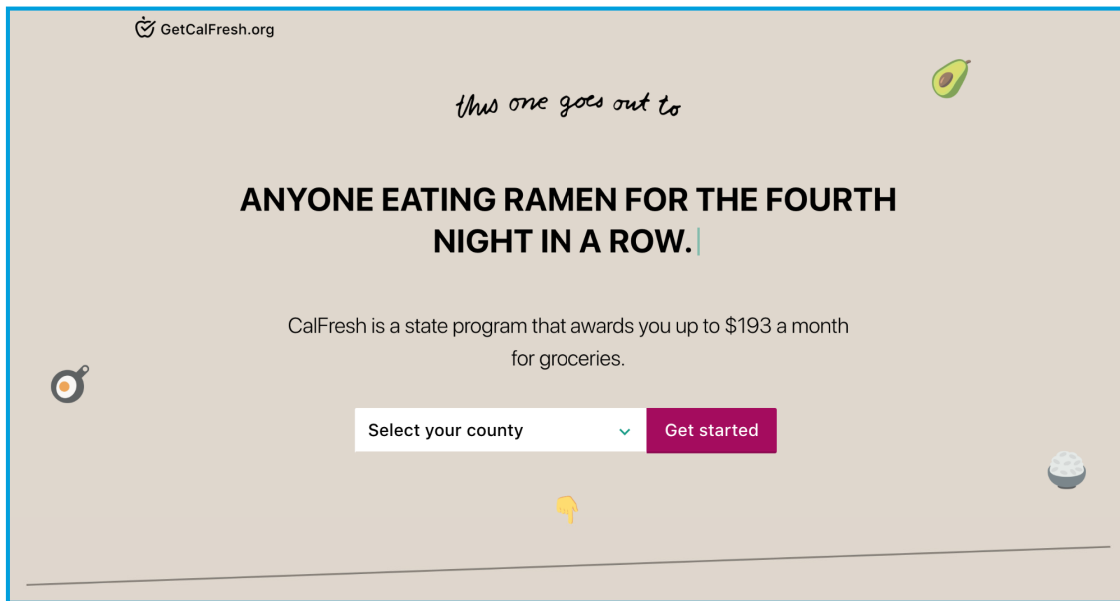 GetCalFresh.org
this one goes out to
ANYONE EATING RAMEN FOR THE FOURTH
NIGHT IN A ROW.
CalFresh is a state program that awards you up to $193 a month
for groceries.
Select your county
Get started